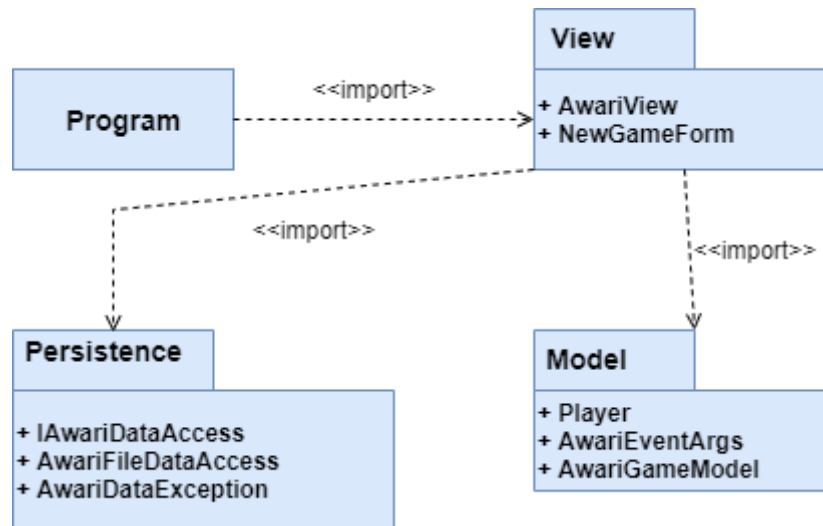 View
Program
<<import>>
+ AwariView
+ NewGameForm
<<import>>
<<import>>
Persistence
+ IAwariDataAccess
+ AwariFileDataAccess
+ AwariDataException
Model
+ Player
+ AwariEventArgs
+ AwariGameModel